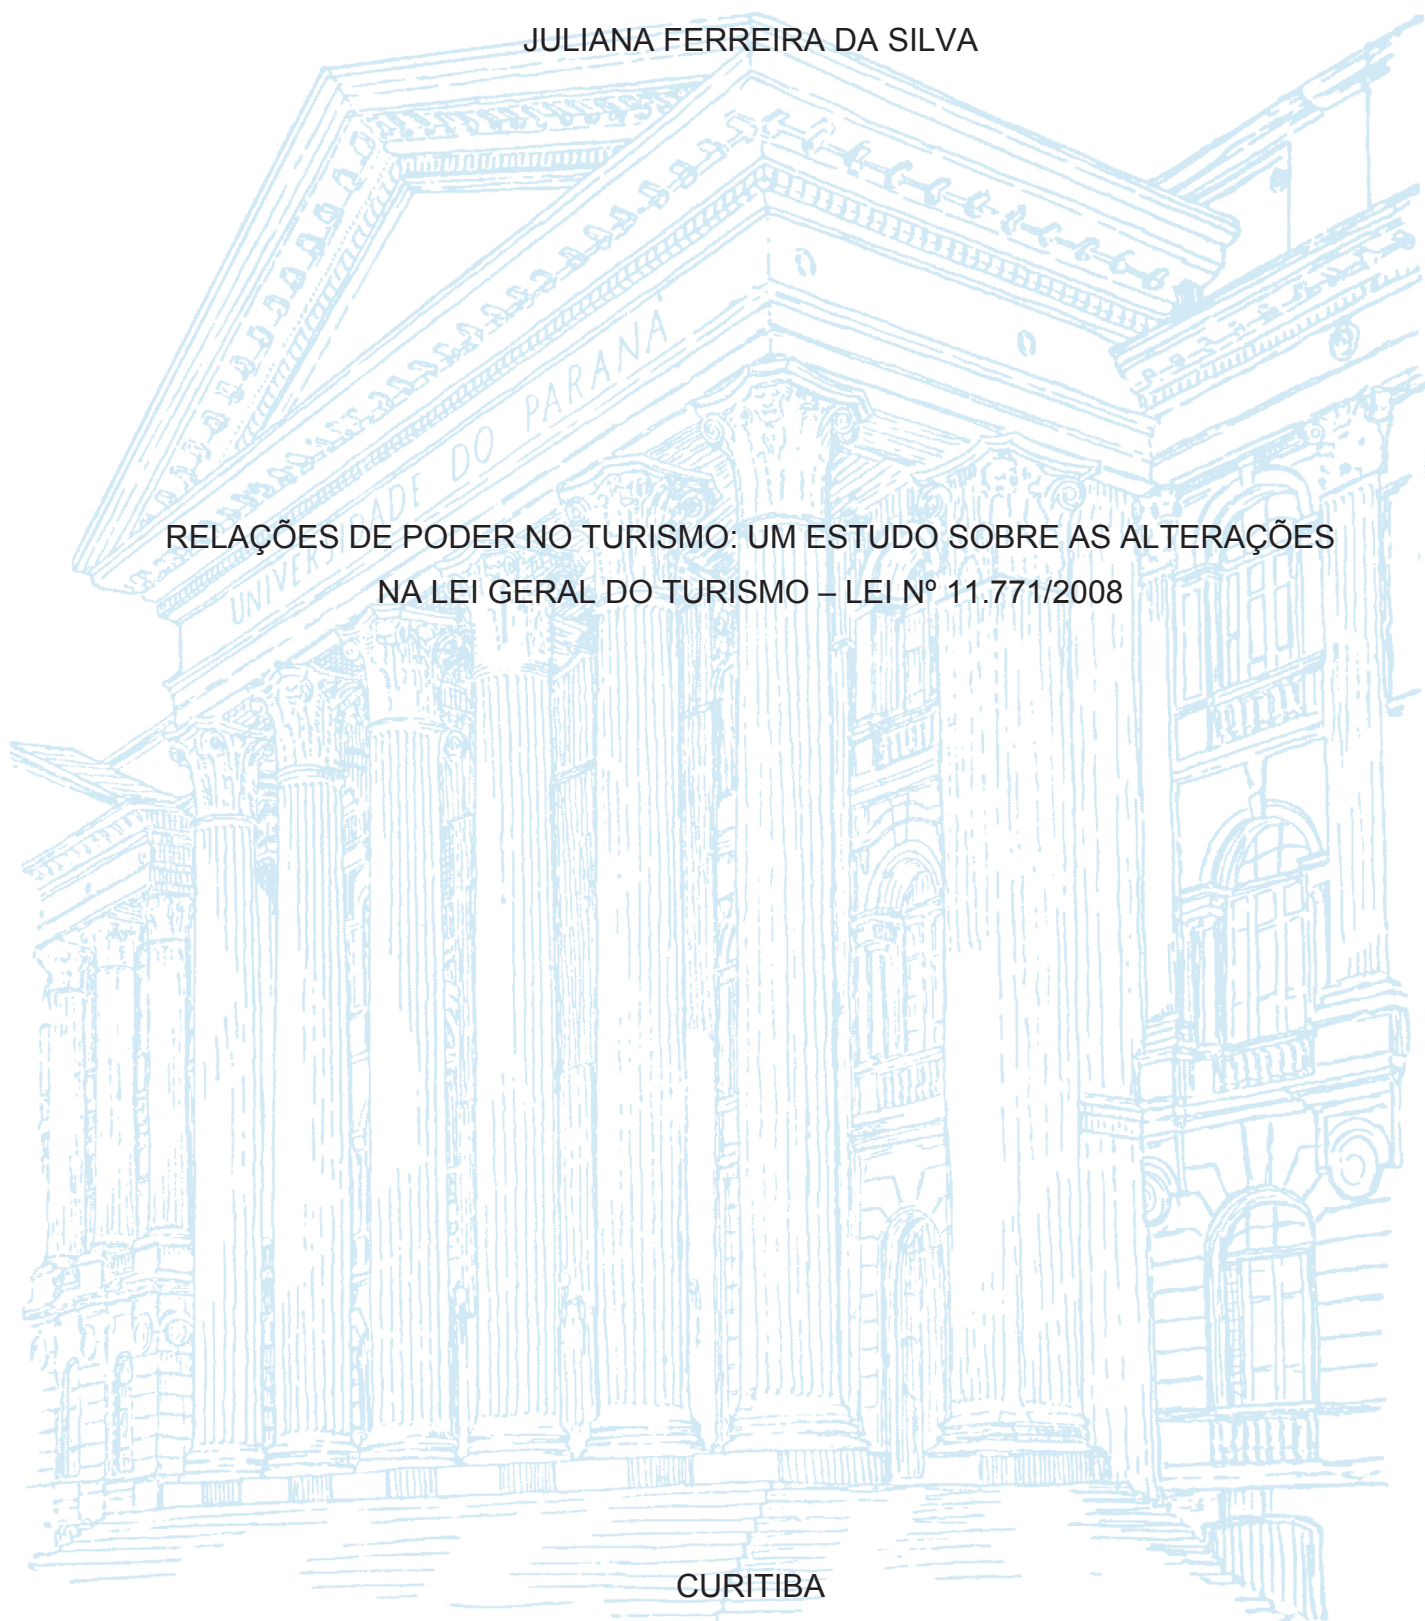 JULIANA FERREIRA DA SILVA
UNIVERSIDADE DO PARANÁ
RELAÇÕES DE PODER NO TURISMO: UM ESTUDO SOBRE AS ALTERAÇÕES
NA LEI GERAL DO TURISMO – LEI Nº 11.771/2008
CURITIBA